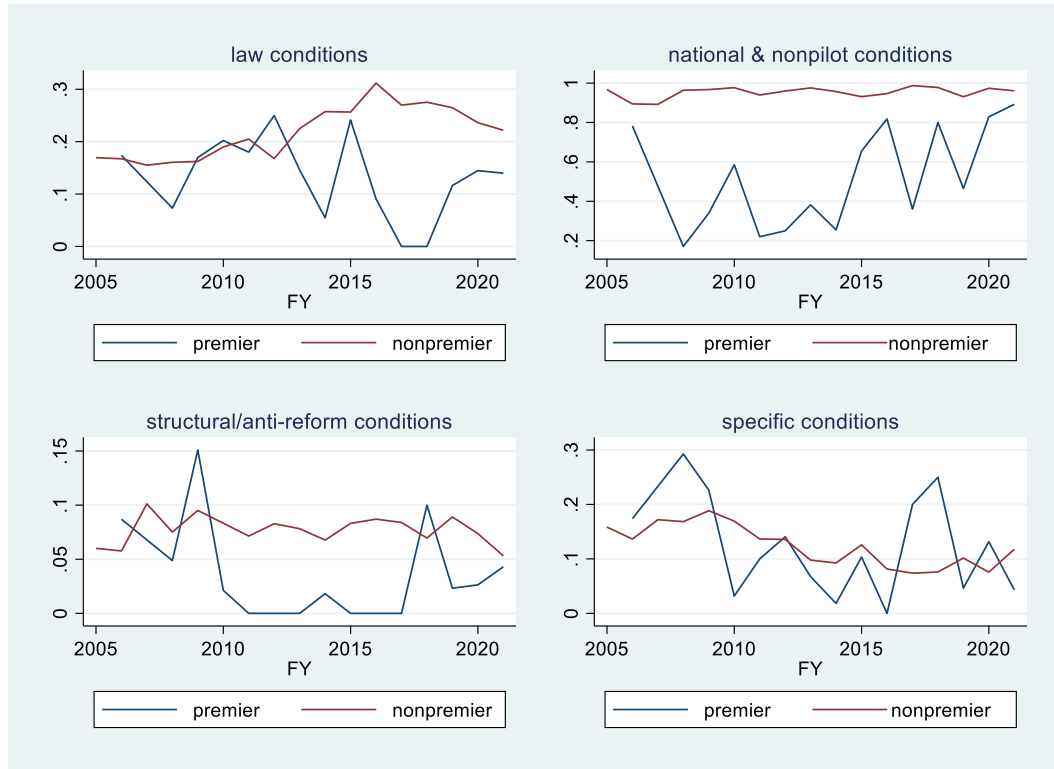 law conditions
.3
.2
.1
0
2005 2010 2015 2020
FY
premier nonpremier
national & nonpilot conditions
1
.8
.6
.4
.2
2005 2010 2015 2020
FY
premier nonpremier
structural/anti-reform conditions
.15
.1
.05
0
2005 2010 2015 2020
FY
premier nonpremier
specific conditions
.3
.2
.1
0
2005 2010 2015 2020
FY
premier nonpremier